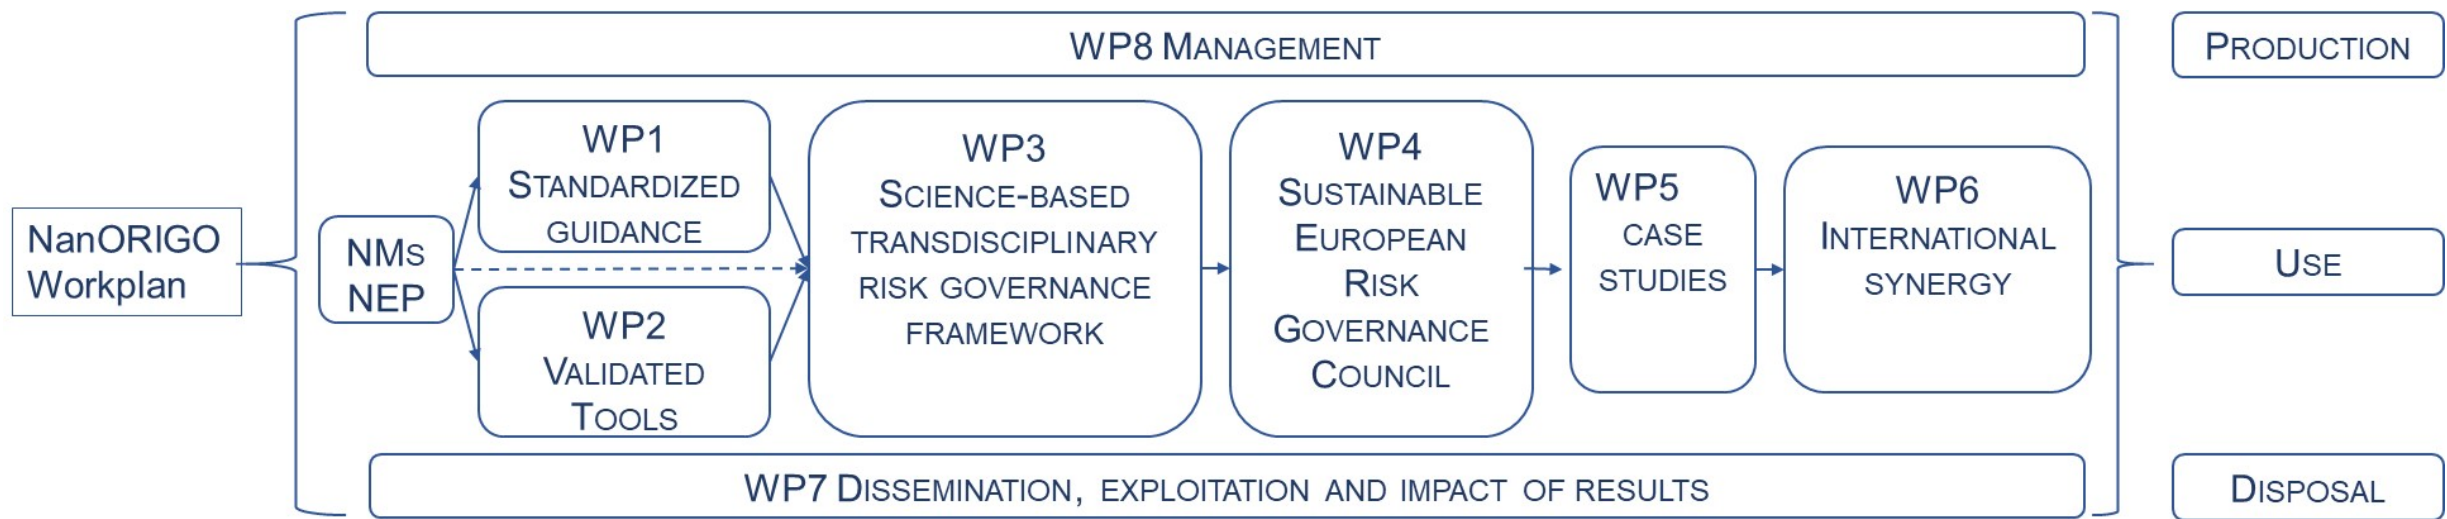 WP8 MANAGEMENT
PRODUCTION
NanORIGO
Workplan
NMS
NEP
WP1
STANDARDIZED
GUIDANCE
WP2
VALIDATED
TOOLS
WP3
SCIENCE-BASED
TRANSDISCIPLINARY
RISK GOVERNANCE
FRAMEWORK
WP4
SUSTAINABLE
EUROPEAN
RISK
GOVERNANCE
COUNCIL
WP5
CASE
STUDIES
WP6
INTERNATIONAL
SYNERGY
USE
WP7 DISSEMINATION, EXPLOITATION AND IMPACT OF RESULTS
DISPOSAL